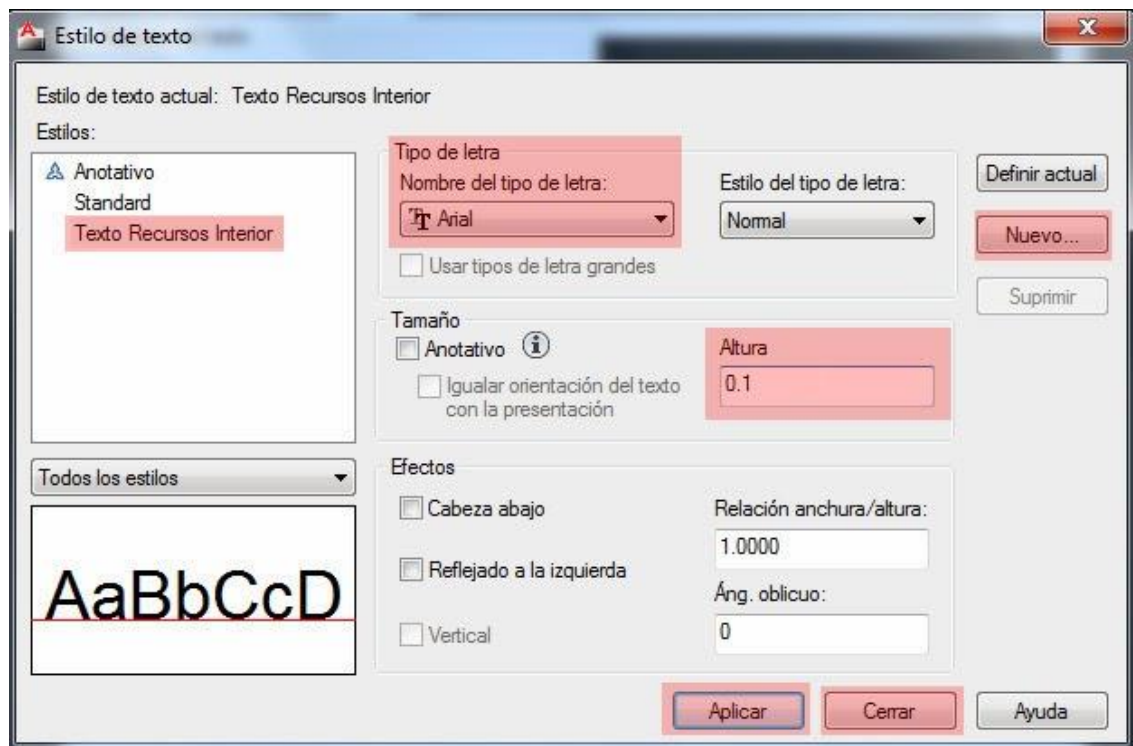 Estilo de texto
Estilo de texto actual: Texto Recursos Interior
Estilos:
Anotativo
Standard
Texto Recursos Interior
Todos los estilos
AaBbCcD
Tipo de letra
Nombre del tipo de letra:
Arial
Usar tipos de letra grandes
Estilo del tipo de letra:
Normal
Tamaño
Anotativo
Igualar orientación del texto
con la presentación
Altura
0.1
Efectos
Cabeza abajo
Reflejado a la izquierda
Vertical
Relación anchura/altura:
1.0000
Áng. oblicuo:
0
Definir actual
Nuevo...
Suprimir
Aplicar
Cerrar
Ayuda